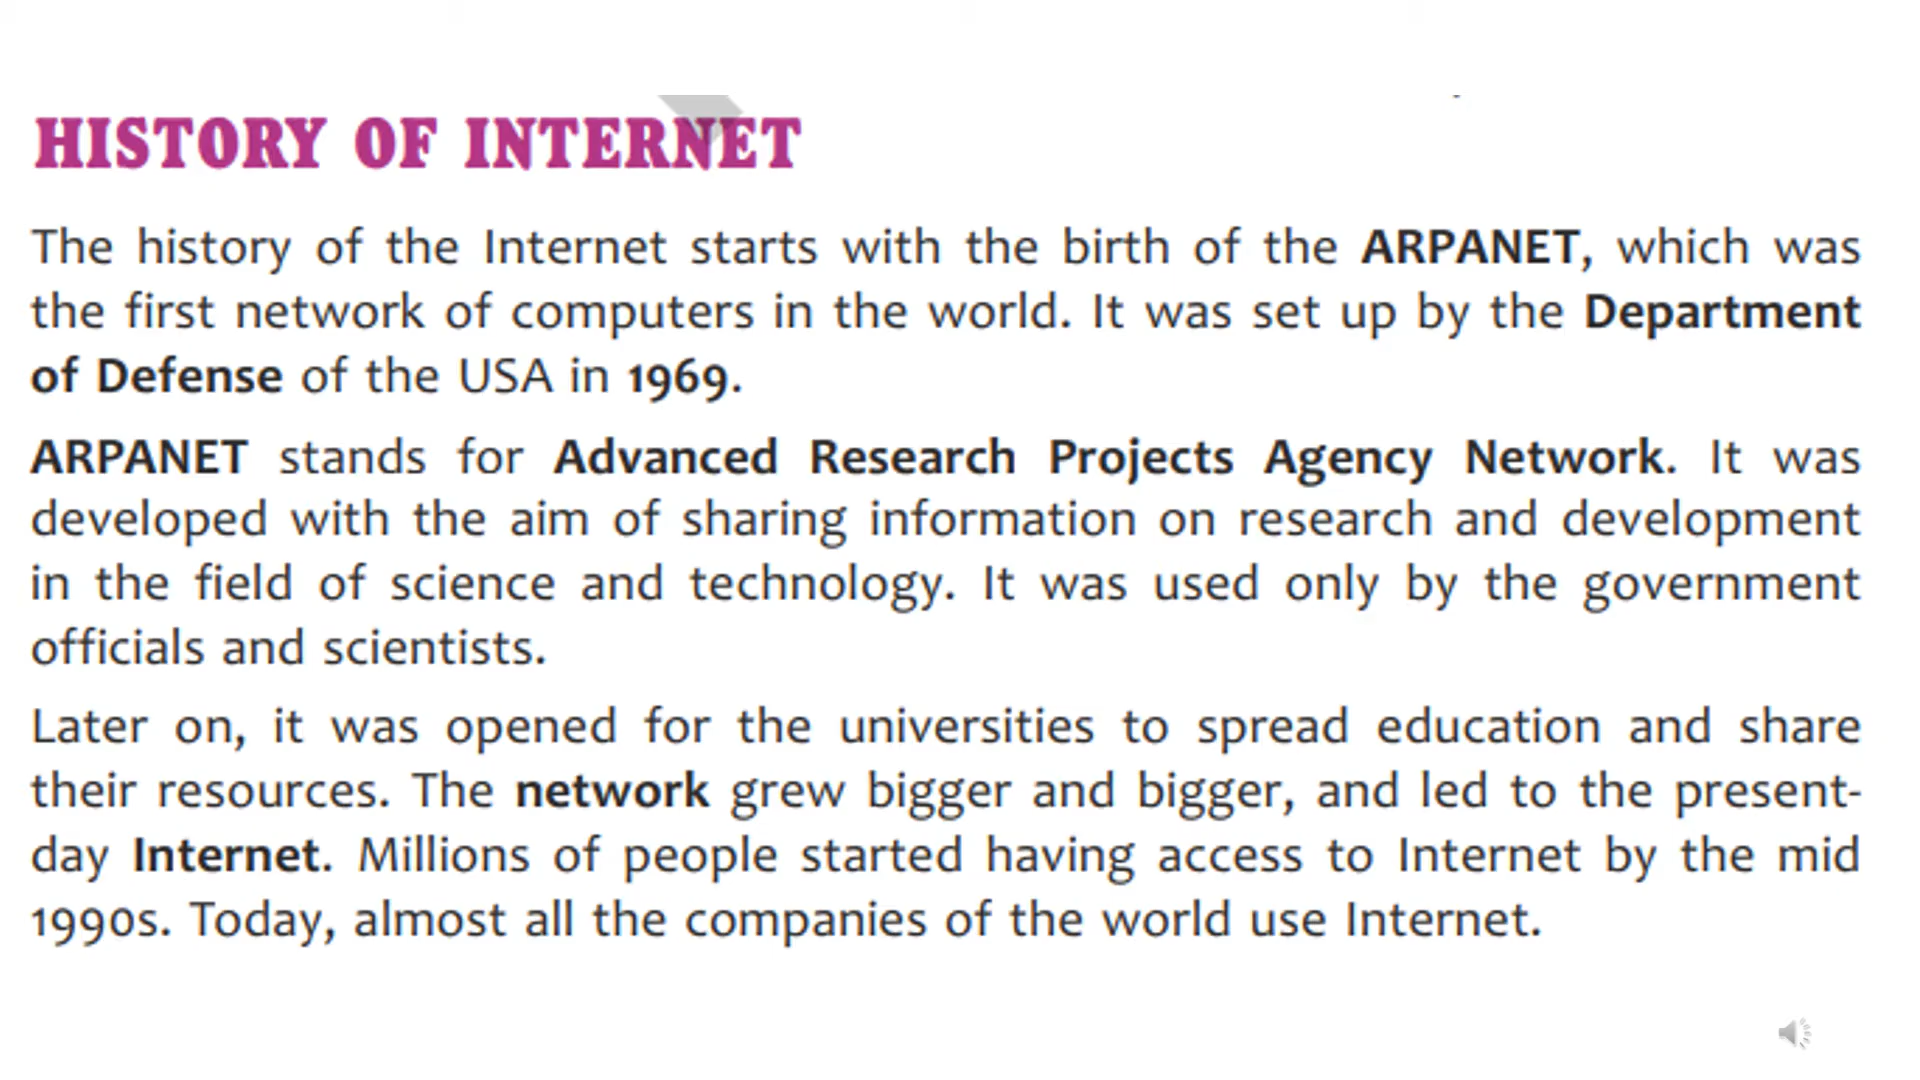 HISTORY OF INTERNET
The history of the Internet starts with the birth of the ARPANET, which was
the first network of computers in the world. It was set up by the Department
of Defense of the USA in 1969.
ARPANET stands for Advanced Research Projects Agency Network. It was
developed with the aim of sharing information on research and development
in the field of science and technology. It was used only by the government
officials and scientists.
Later on, it was opened for the universities to spread education and share
their resources. The network grew bigger and bigger, and led to the present-
day Internet. Millions of people started having access to Internet by the mid
1990s. Today, almost all the companies of the world use Internet.